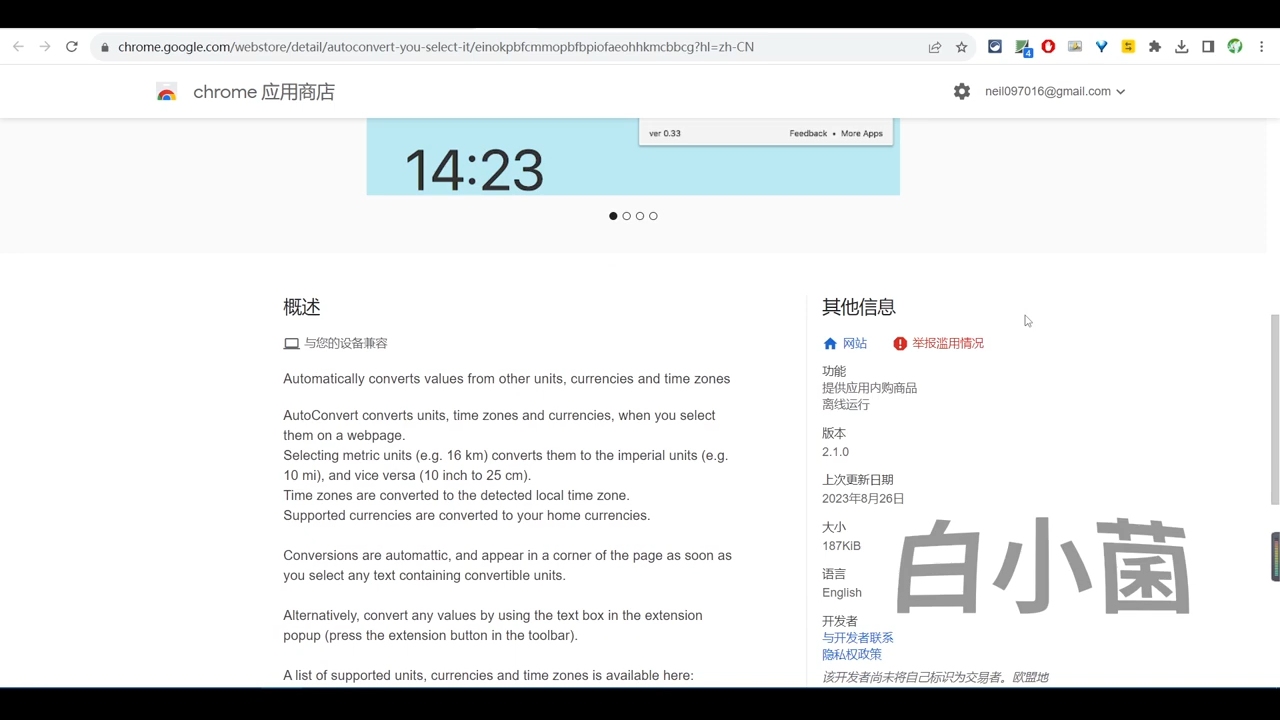 chrome.google.com/webstore/detail/autoconvert-you-select-it/einokpbfcmmopbfbpiofaeohhkmcbbcg?hl=zh-CN
4
chrome 应用商店
neil097016@gmail.com
ver 0.33
Feedback • More Apps
14:23
概述
与您的设备兼容
Automatically converts values from other units, currencies and time zones
AutoConvert converts units, time zones and currencies, when you select
them on a webpage.
Selecting metric units (e.g. 16 km) converts them to the imperial units (e.g.
10 mi), and vice versa (10 inch to 25 cm).
Time zones are converted to the detected local time zone.
Supported currencies are converted to your home currencies.
Conversions are automattic, and appear in a corner of the page as soon as
you select any text containing convertible units.
Alternatively, convert any values by using the text box in the extension
popup (press the extension button in the toolbar).
A list of supported units, currencies and time zones is available here:
其他信息
网站
举报滥用情况
功能
提供应用内购商品
离线运行
版本
2.1.0
上次更新日期
2023年8月26日
大小
187KiB
语言
English
开发者
与开发者联系
隐私权政策
该开发者尚未将自己标识为交易者。欧盟地
白小菌